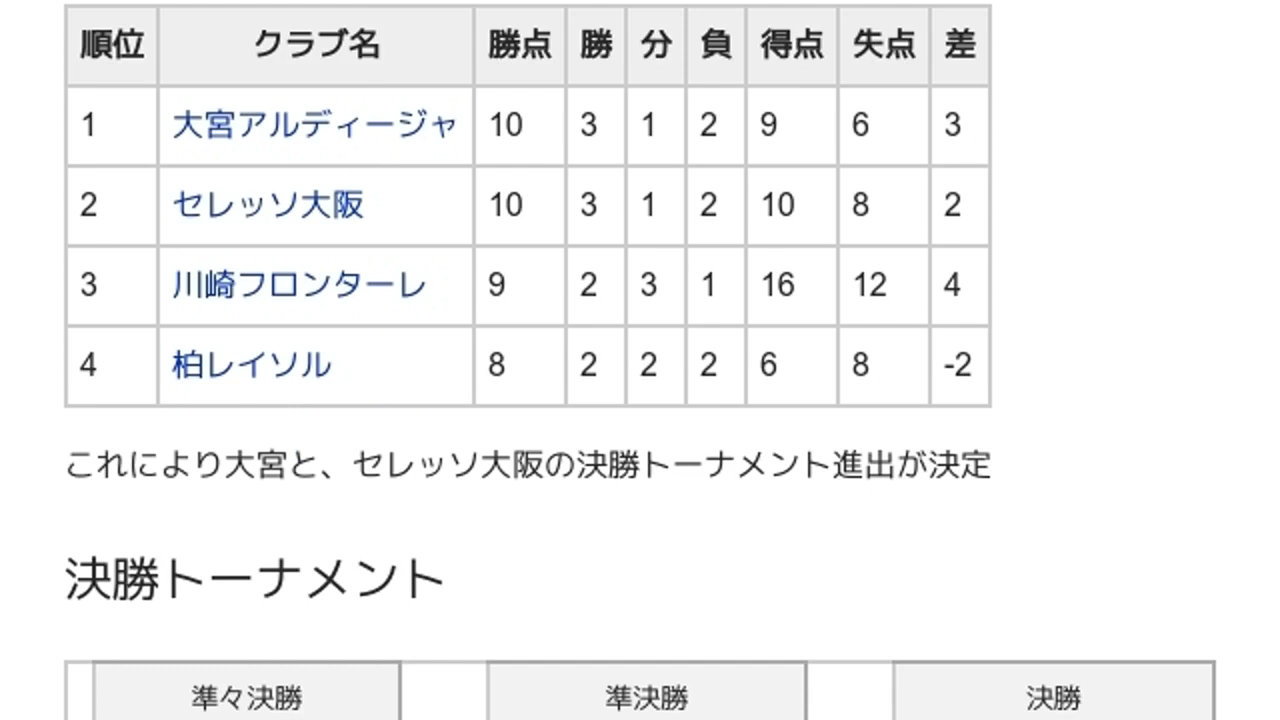 順位 クラブ名 勝点 勝 分 負 得点 失点 差
1 大宮アルディージャ 10 3 1 2 9 6 3
2 セレッソ大阪 10 3 1 2 10 8 2
3 川崎フロンターレ 9 2 3 1 16 12 4
4 柏レイソル 8 2 2 2 6 8 -2
これにより大宮と、セレッソ大阪の決勝トーナメント進出が決定
決勝トーナメント
準々決勝 準決勝 決勝